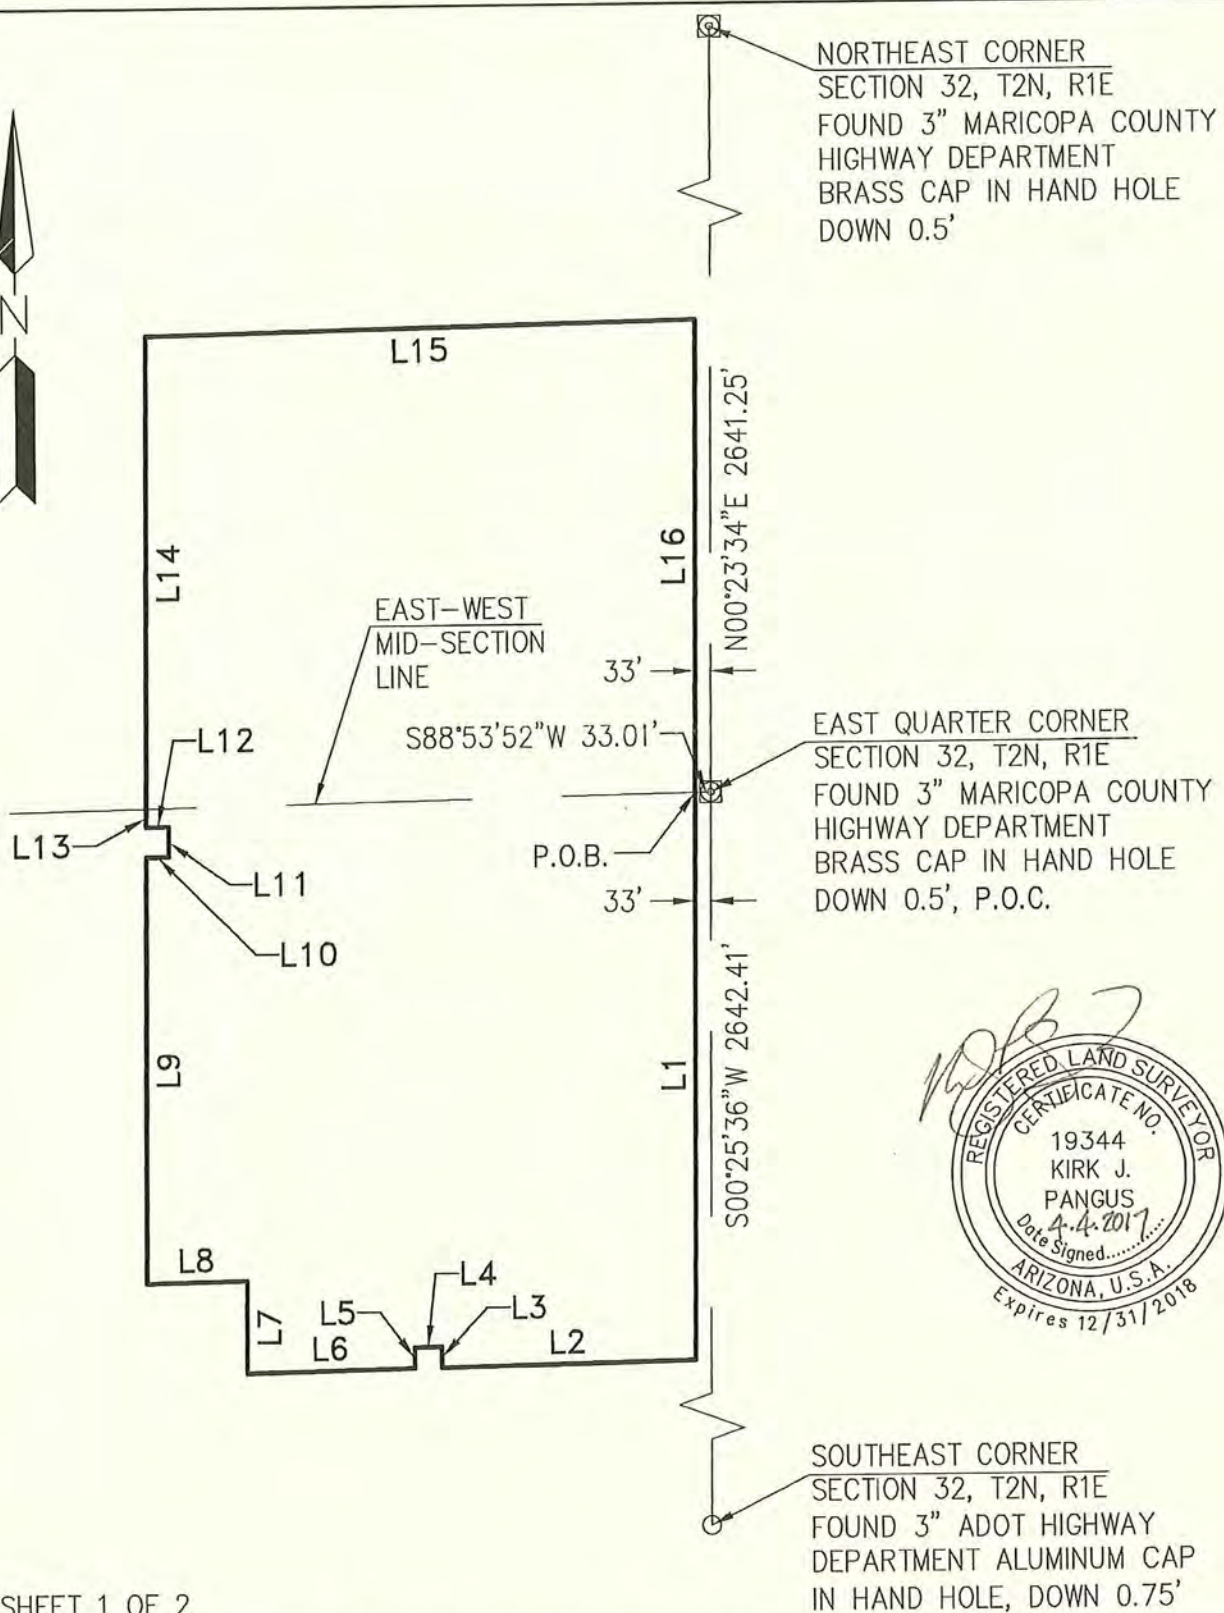 NORTHEAST CORNER
SECTION 32, T2N, R1E
FOUND 3" MARICOPA COUNTY
HIGHWAY DEPARTMENT
BRASS CAP IN HAND HOLE
DOWN 0.5'
N
L15
L14
L16
N00°23'34"E 2641.25'
EAST-WEST
MID-SECTION
LINE
33'
S88°53'52"W 33.01'
EAST QUARTER CORNER
SECTION 32, T2N, R1E
FOUND 3" MARICOPA COUNTY
HIGHWAY DEPARTMENT
BRASS CAP IN HAND HOLE
DOWN 0.5', P.O.C.
L12
L13
L11
L10
P.O.B.
33'
L9
L1
S00°25'36"W 2642.41'
REGISTERED LAND SURVEYOR
CERTIFICATE NO.
19344
KIRK J.
PANGUS
4.4.2017
Date Signed...........
ARIZONA, U.S.A.
Expires 12/31/2018
L8
L7
L5
L4
L3
L6
L2
SOUTHEAST CORNER
SECTION 32, T2N, R1E
FOUND 3" ADOT HIGHWAY
DEPARTMENT ALUMINUM CAP
IN HAND HOLE, DOWN 0.75'
SHEET 1 OF 2